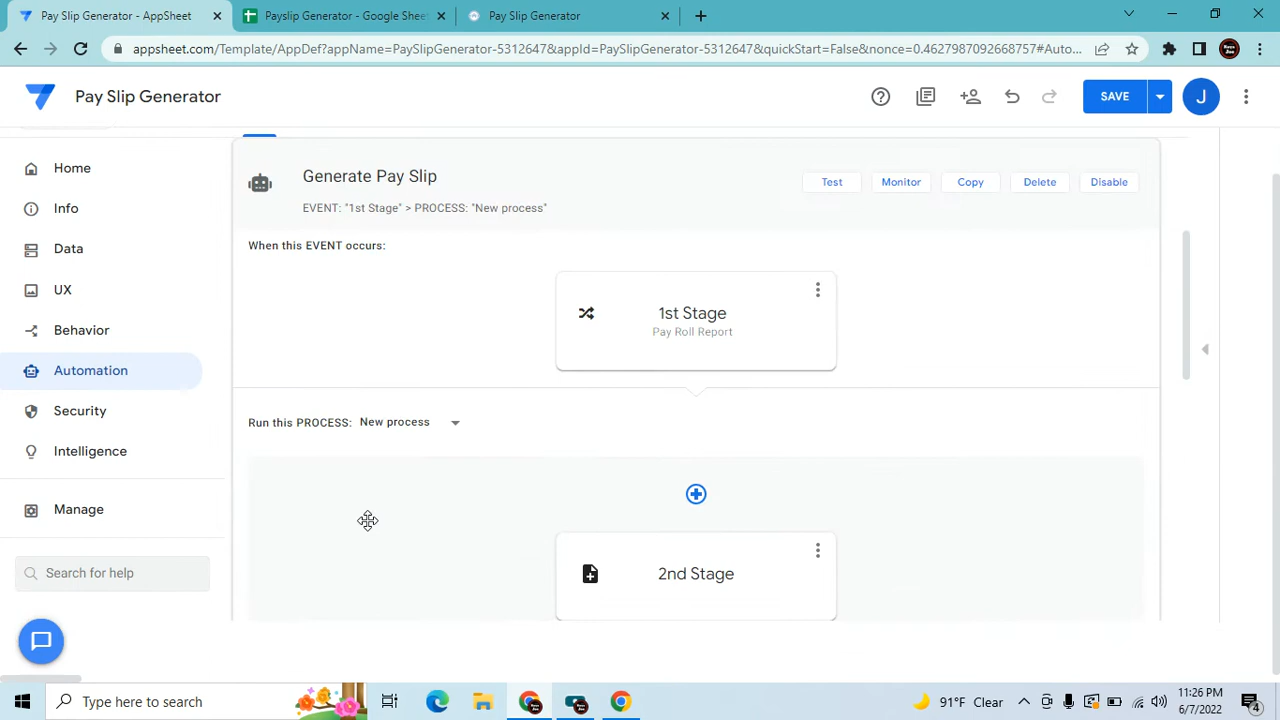 Pay Slip Generator - AppSheet
Payslip Generator - Google Sheet
Pay Slip Generator
appsheet.com/Template/AppDef?appName=PaySlipGenerator-5312647&appId=PaySlipGenerator-5312647&quickStart=False&nonce=0.4627987092668757#Auto...
Pay Slip Generator
SAVE
J
Home
Info
Data
UX
Behavior
Automation
Security
Intelligence
Manage
Search for help
Generate Pay Slip
EVENT: "1st Stage" > PROCESS: "New process"
Test
Monitor
Copy
Delete
Disable
When this EVENT occurs:
1st Stage
Pay Roll Report
Run this PROCESS: New process
2nd Stage
Type here to search
91°F Clear
11:26 PM
6/7/2022
4